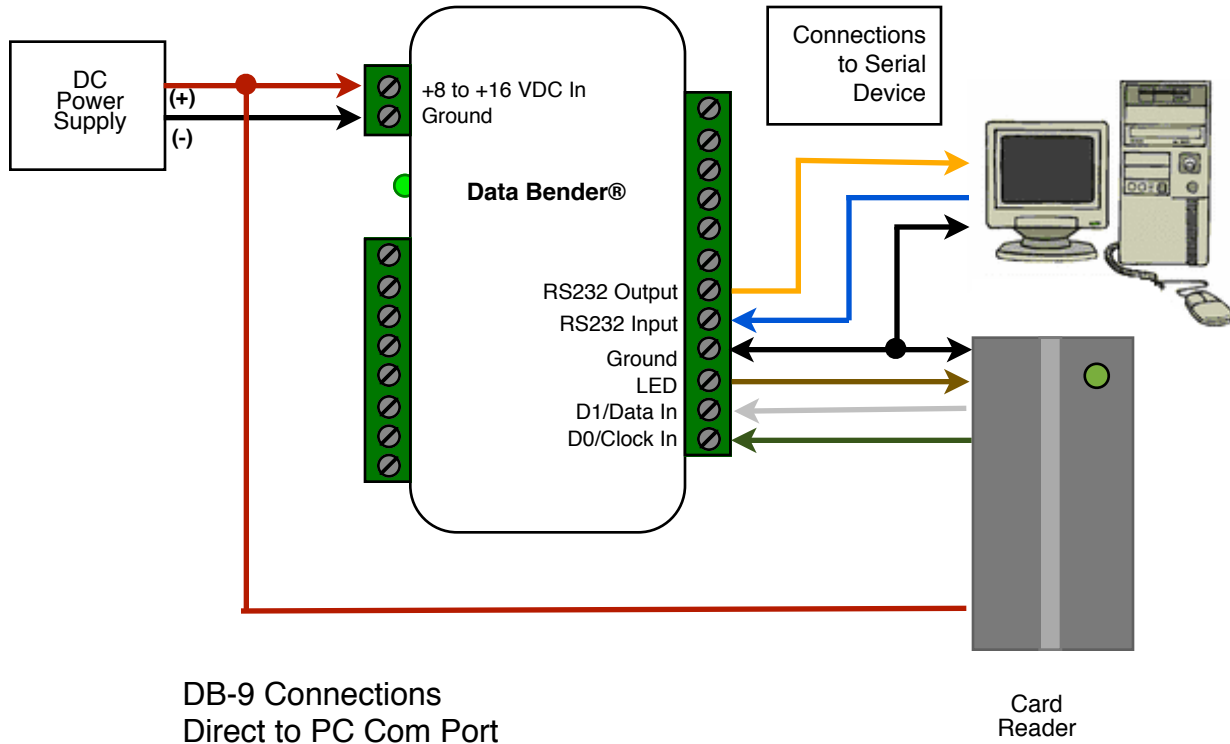 DC
Power
Supply
(+)
(-)
+8 to +16 VDC In
Ground
Data Bender®
Connections
to Serial
Device
RS232 Output
RS232 Input
Ground
LED
D1/Data In
D0/Clock In
DB-9 Connections
Direct to PC Com Port
Card
Reader